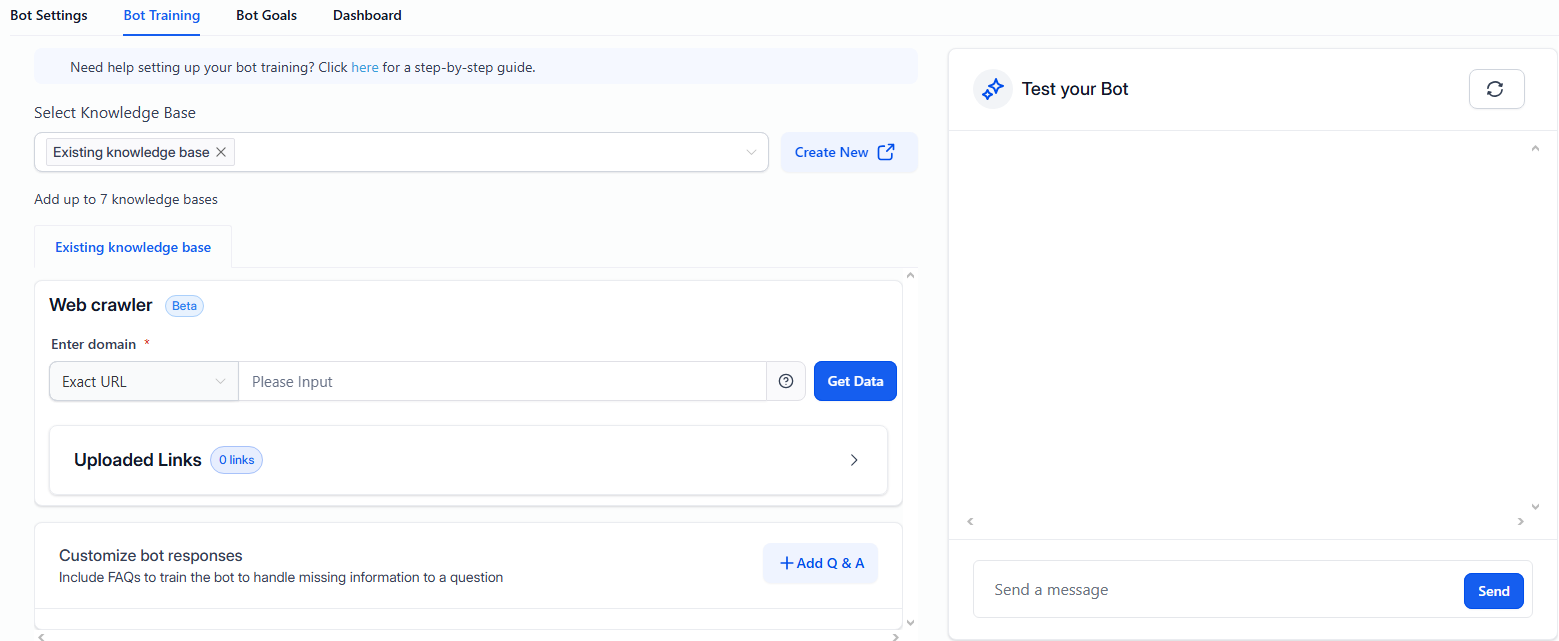 Bot Settings Bot Training Bot Goals Dashboard
Need help setting up your bot training? Click here for a step-by-step guide.
Select Knowledge Base
Existing knowledge base
Create New
Add up to 7 knowledge bases
Existing knowledge base
Web crawler Beta
Enter domain *
Exact URL Please Input Get Data
Uploaded Links 0 links
Customize bot responses
Include FAQs to train the bot to handle missing information to a question
Add Q & A
Test your Bot
Send a message
Send